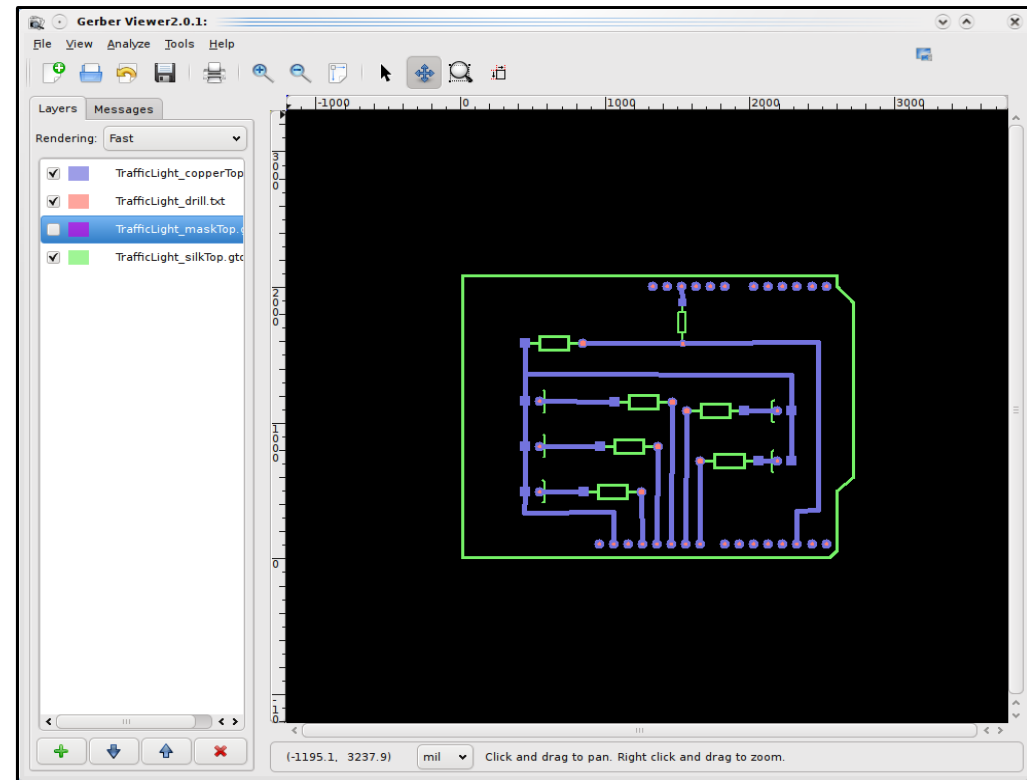 Gerber Viewer2.0.1:
File View Analyze Tools Help
Layers Messages
Rendering: Fast
TrafficLight_copperTop
TrafficLight_drill.txt
TrafficLight_maskTop.g
TrafficLight_silkTop.gtc
-1000 0 1000 2000 3000
3000
2000
1000
0
-10
(-1195.1, 3237.9) mil Click and drag to pan. Right click and drag to zoom.